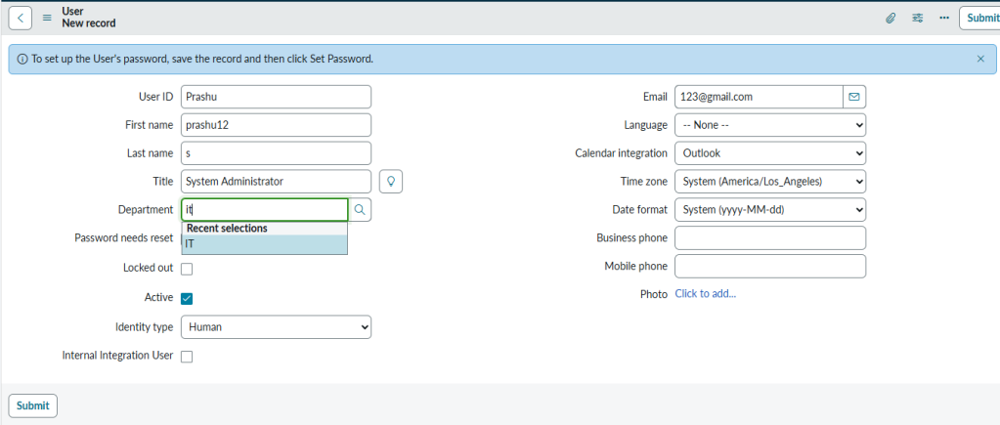 User
New record
Submit
To set up the User's password, save the record and then click Set Password.
User ID Prashu
First name prashu12
Last name s
Title System Administrator
Department it
Recent selections
IT
Password needs reset
Locked out
Active
Identity type Human
Internal Integration User
Email 123@gmail.com
Language -- None --
Calendar integration Outlook
Time zone System (America/Los_Angeles)
Date format System (yyyy-MM-dd)
Business phone
Mobile phone
Photo Click to add...
Submit